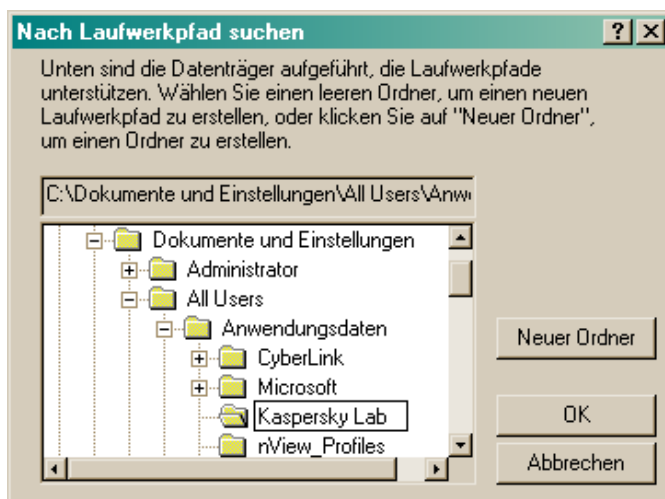 Nach Laufwerkpfad suchen
Unten sind die Datenträger aufgeführt, die Laufwerkpfade
unterstützen. Wählen Sie einen leeren Ordner, um einen neuen
Laufwerkpfad zu erstellen, oder klicken Sie auf "Neuer Ordner",
um einen Ordner zu erstellen.
C:\Dokumente und Einstellungen\All Users\Anw
Dokumente und Einstellungen
Administrator
All Users
Anwendungsdaten
CyberLink
Microsoft
Kaspersky Lab
nView_Profiles
Neuer Ordner
OK
Abbrechen